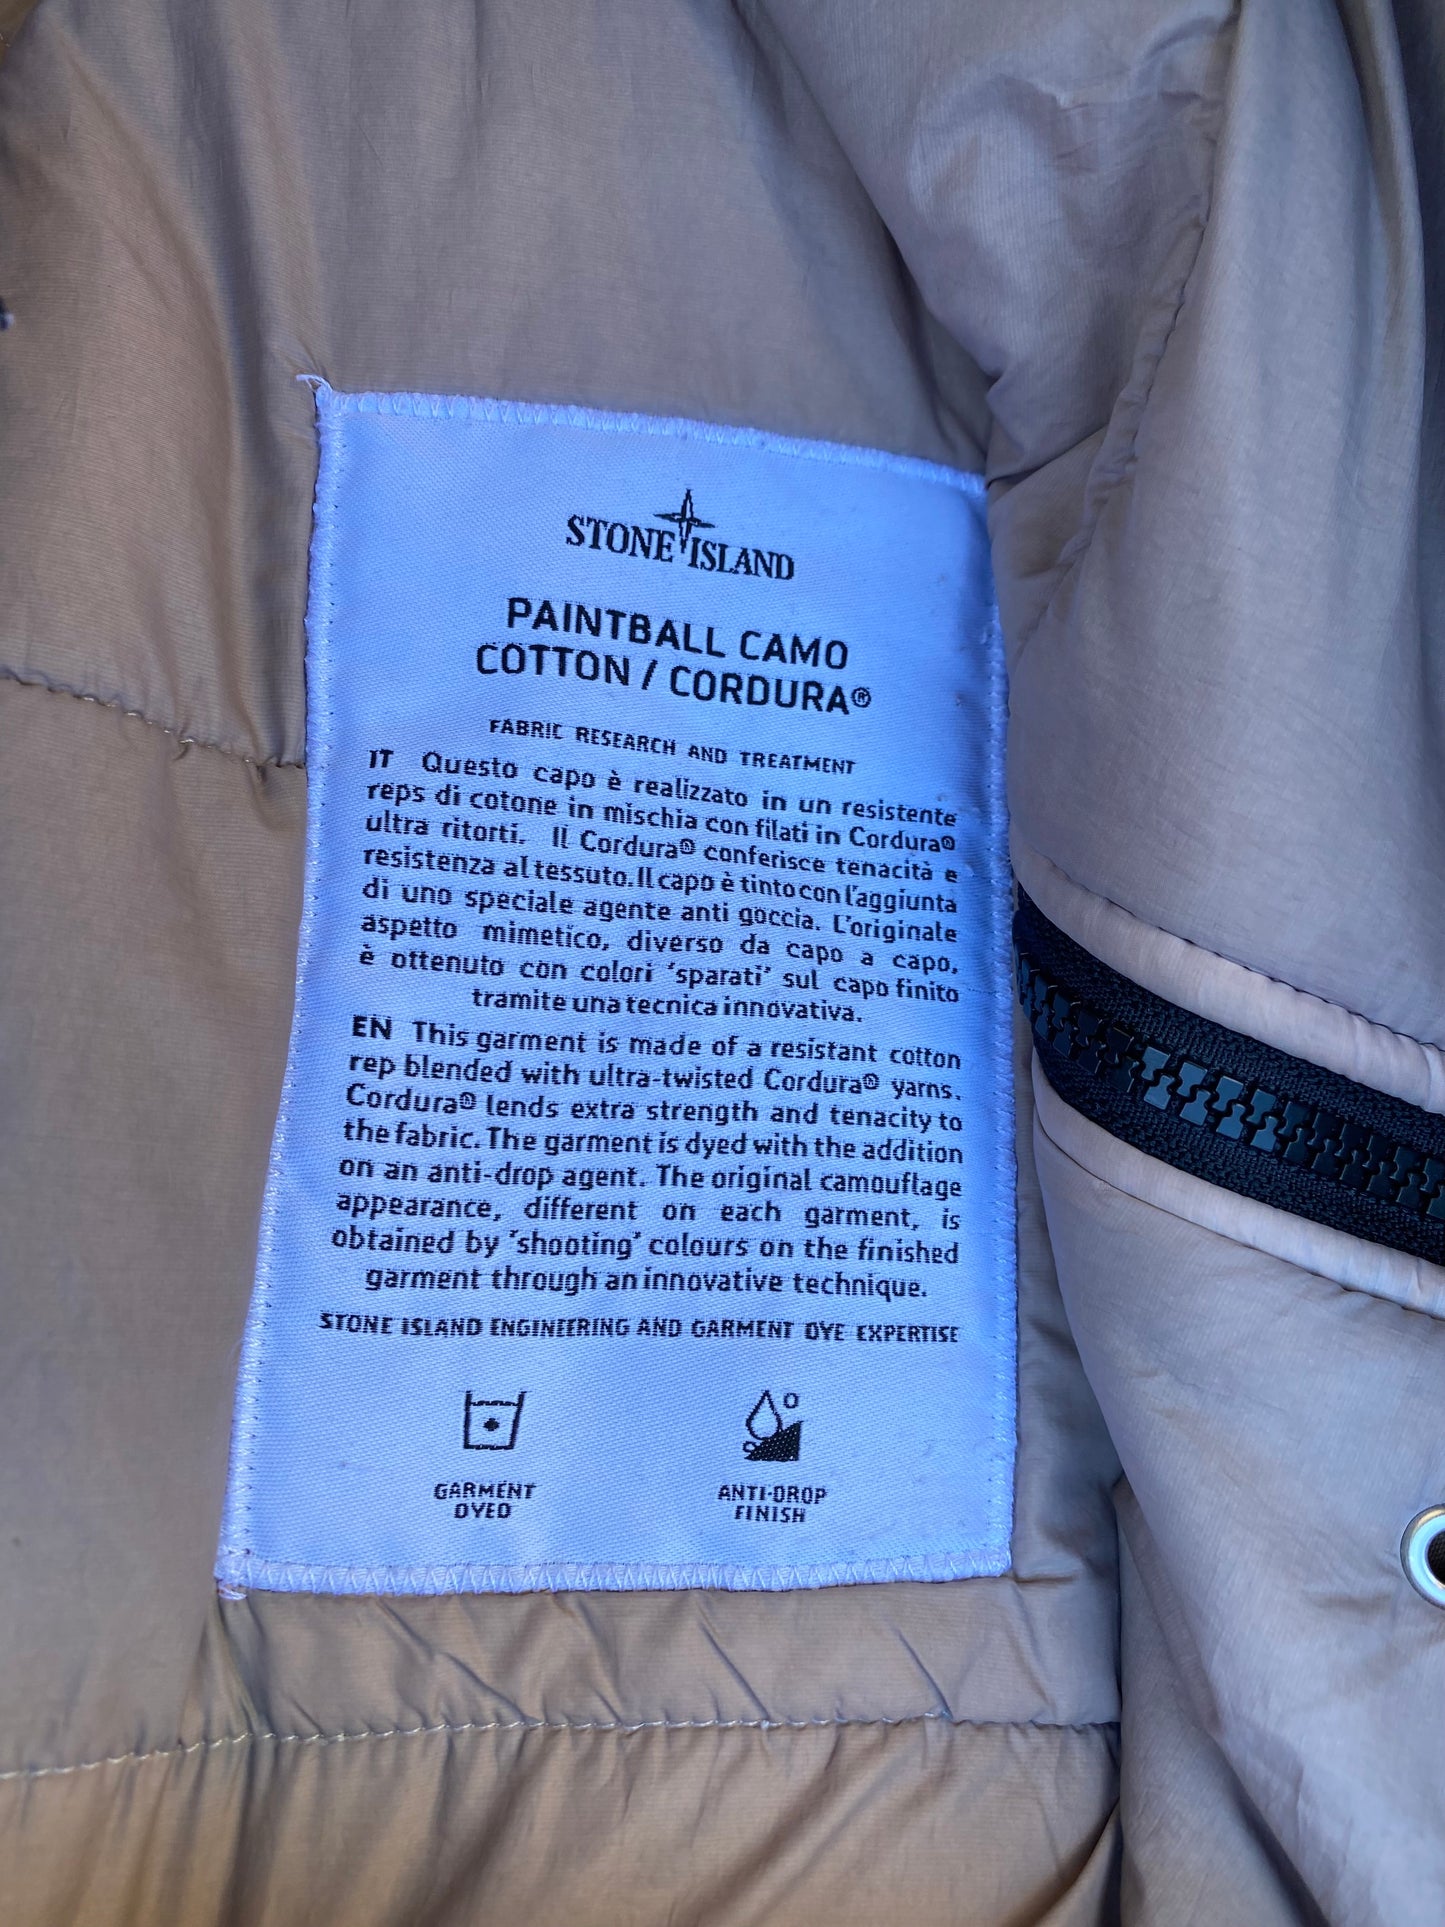 STONE ISLAND
PAINTBALL CAMO
COTTON / CORDURA®
FABRIC RESEARCH AND TREATMENT
IT Questo capo è realizzato in un resistente
reps di cotone in mischia con filati in Cordura®
ultra ritorti. Il Cordura® conferisce tenacità e
resistenza al tessuto. Il capo è tinto con l'aggiunta
di uno speciale agente anti goccia. L'originale
aspetto mimetico, diverso da capo a capo,
è ottenuto con colori 'sparati' sul capo finito
tramite una tecnica innovativa.
EN This garment is made of a resistant cotton
rep blended with ultra-twisted Cordura® yarns.
Cordura® lends extra strength and tenacity to
the fabric. The garment is dyed with the addition
on an anti-drop agent. The original camouflage
appearance, different on each garment, is
obtained by 'shooting' colours on the finished
garment through an innovative technique.
STONE ISLAND ENGINEERING AND GARMENT DYE EXPERTISE
GARMENT
DYED
ANTI-DROP
FINISH